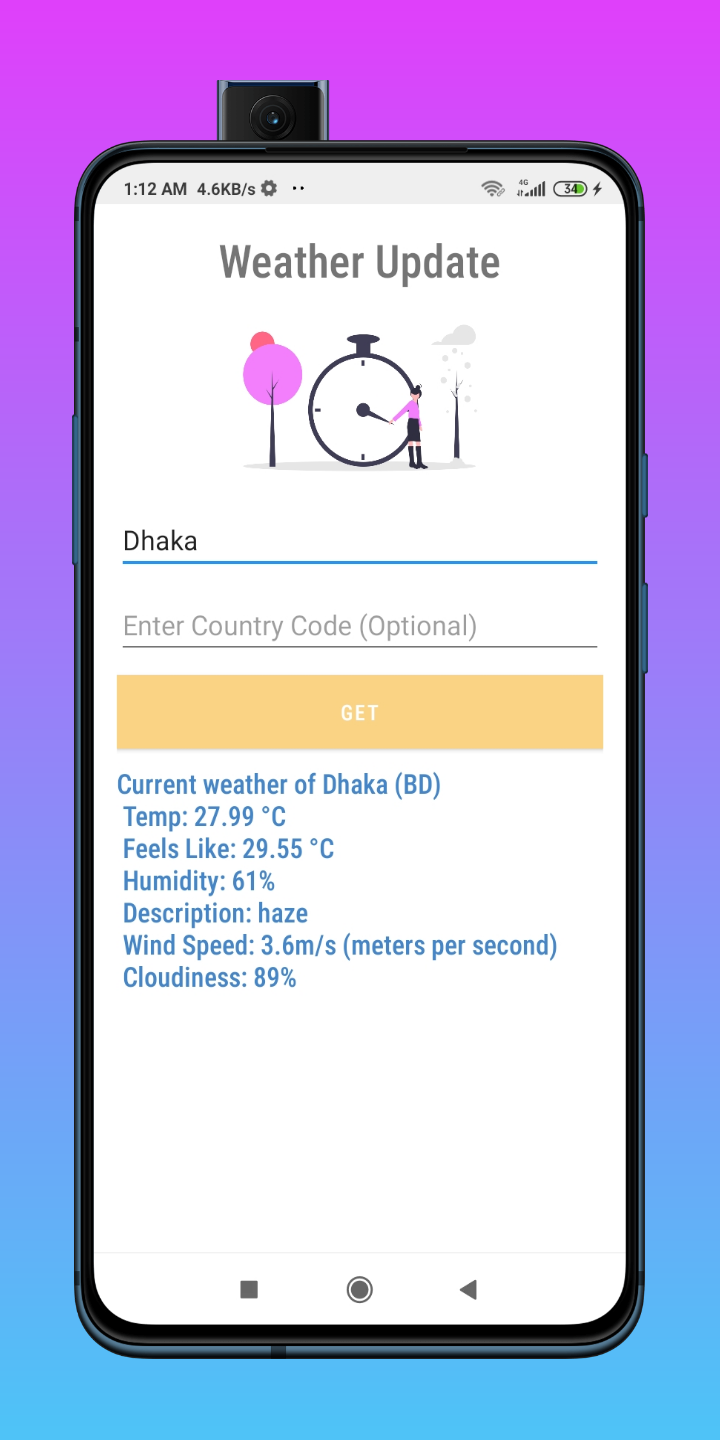 1:12 AM 4.6KB/s
4G
34
Weather Update
Dhaka
Enter Country Code (Optional)
GET
Current weather of Dhaka (BD)
Temp: 27.99 °C
Feels Like: 29.55 °C
Humidity: 61%
Description: haze
Wind Speed: 3.6m/s (meters per second)
Cloudiness: 89%